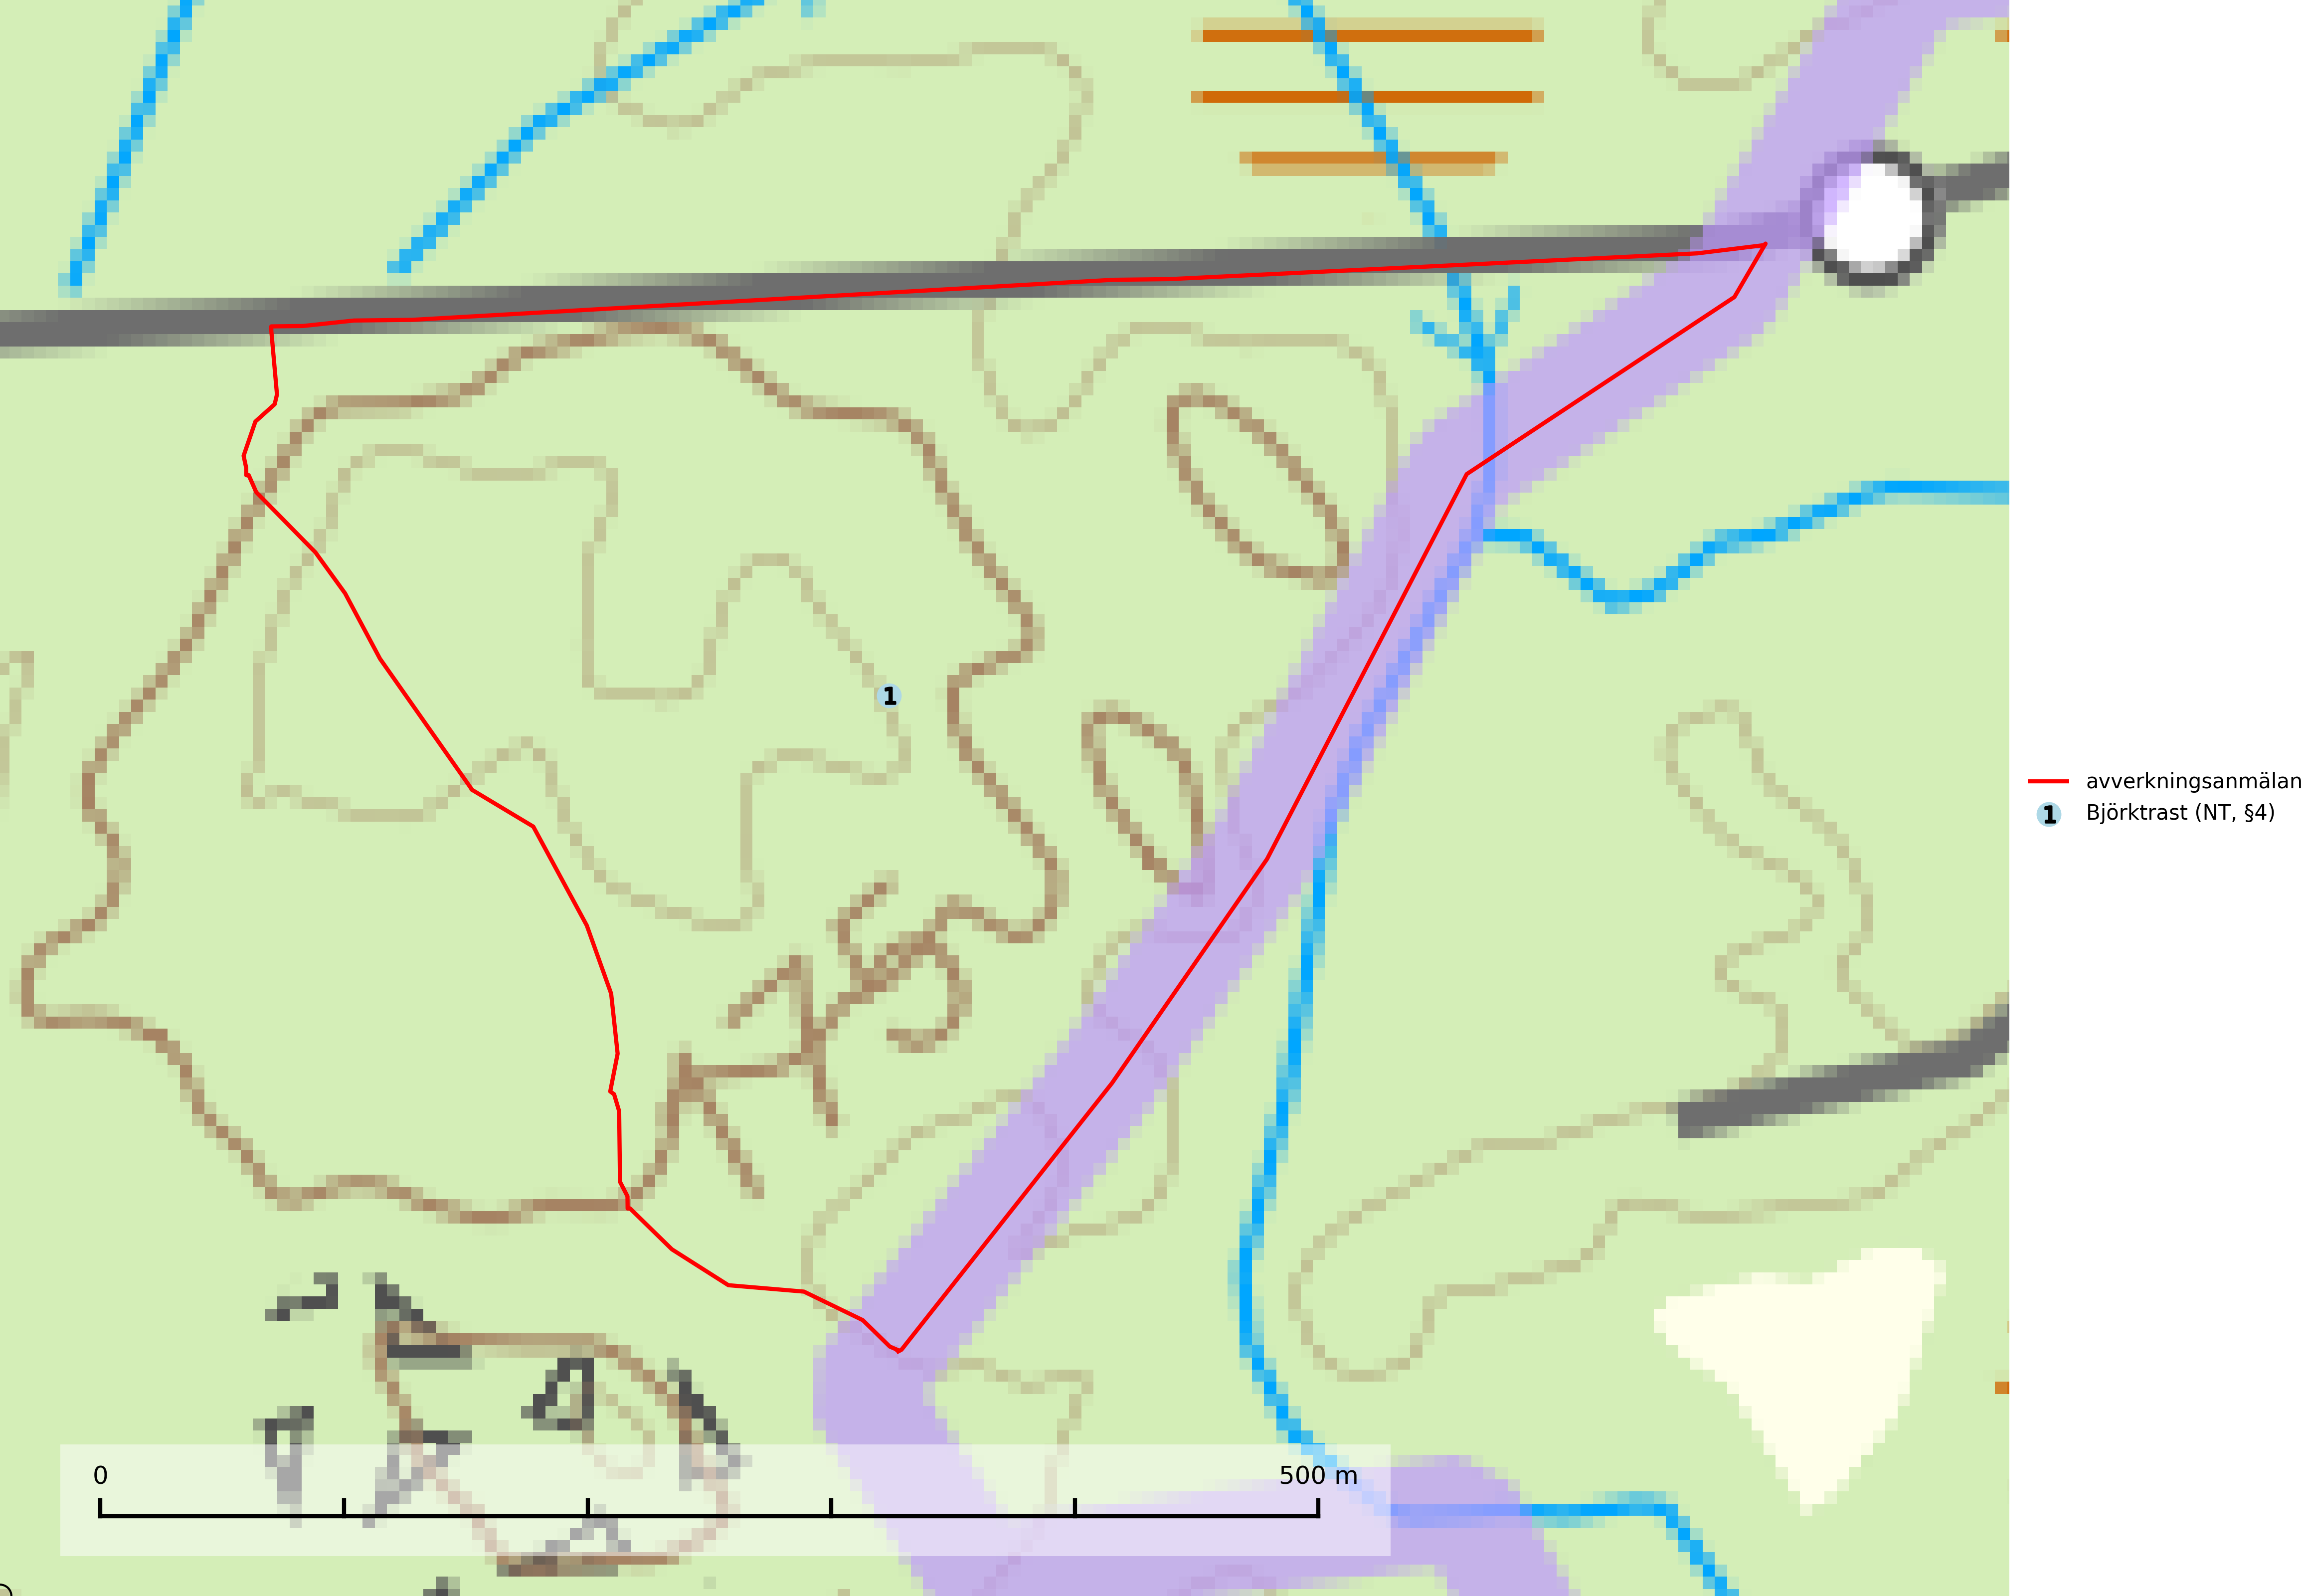 1
avverkningsanmälan
1 Björktrast (NT, §4)
0 500 m